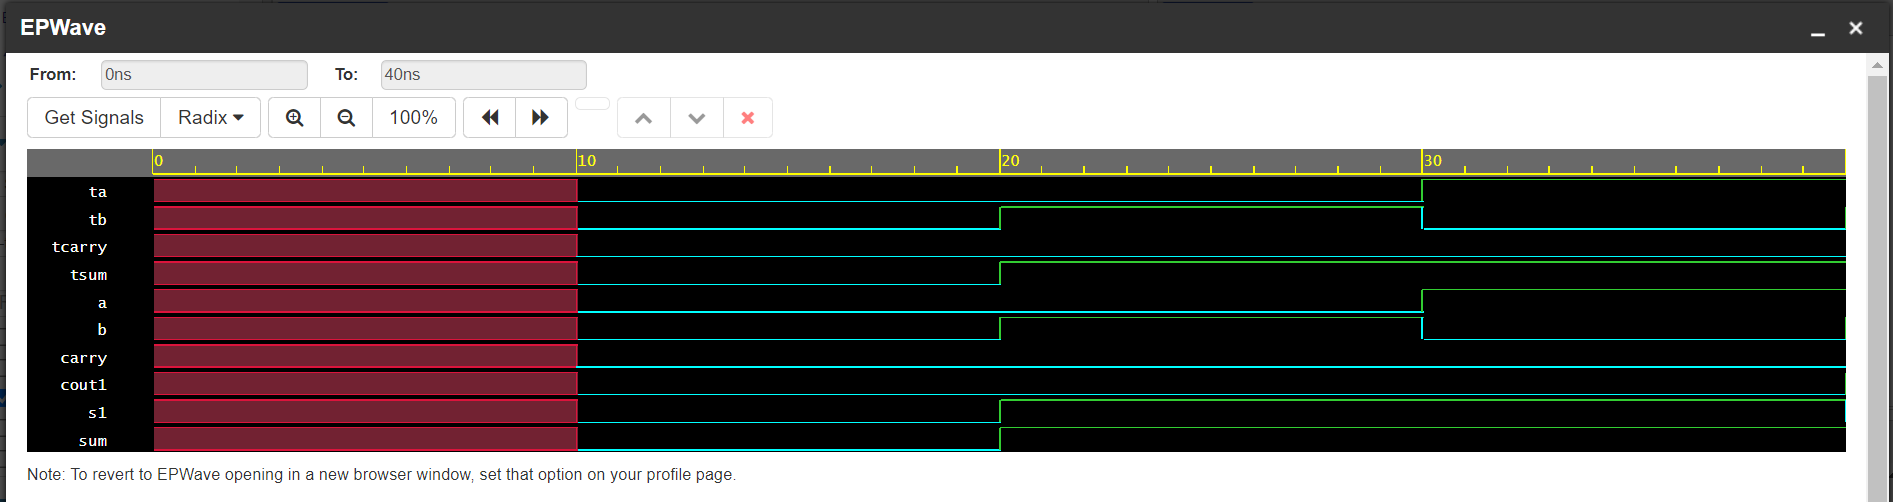 EPWave
From: 0ns To: 40ns
Get Signals Radix 100%
0 10 20 30
ta
tb
tcarry
tsum
a
b
carry
cout1
s1
sum
Note: To revert to EPWave opening in a new browser window, set that option on your profile page.